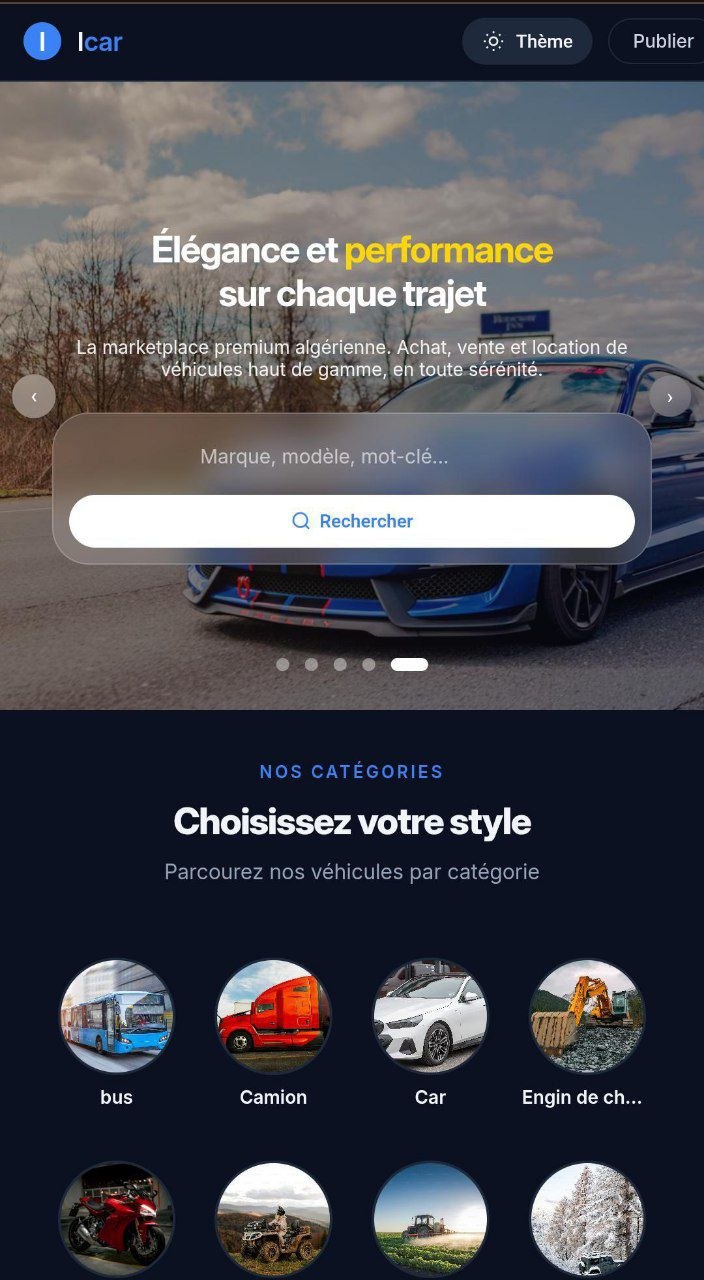 I Icar
Thème
Publier
Élégance et performance
sur chaque trajet
La marketplace premium algérienne. Achat, vente et location de
véhicules haut de gamme, en toute sérénité.
‹
›
Marque, modèle, mot-clé...
Rechercher
NOS CATÉGORIES
Choisissez votre style
Parcourez nos véhicules par catégorie
bus
Camion
Car
Engin de ch...